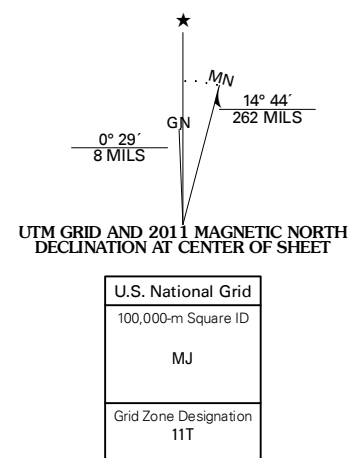 ★
MN
GN
14° 44´
262 MILS
0° 29´
8 MILS
UTM GRID AND 2011 MAGNETIC NORTH
DECLINATION AT CENTER OF SHEET
U.S. National Grid
100,000-m Square ID
MJ
Grid Zone Designation
11T